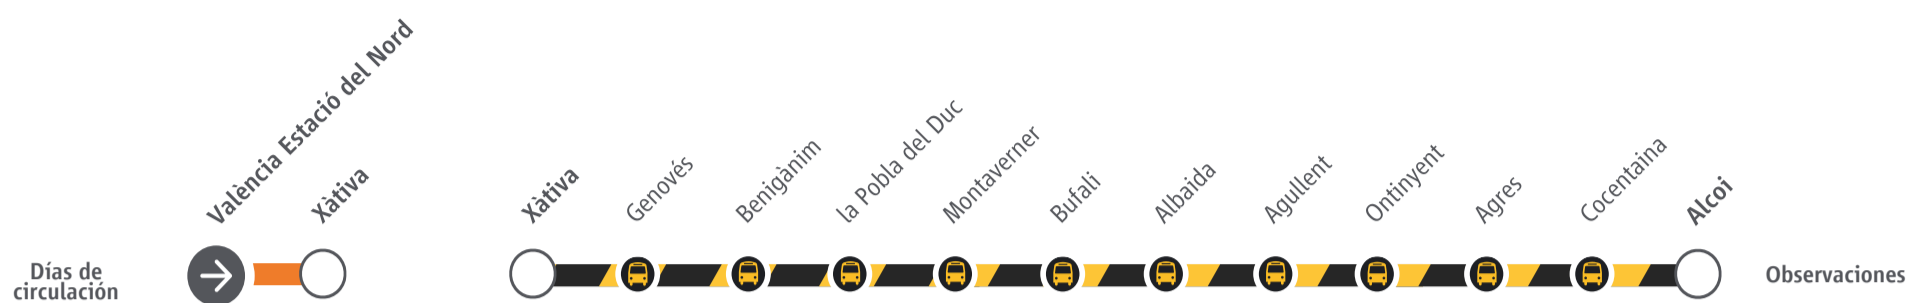 València Estació del Nord
Xàtiva
Xàtiva
Genovés
Benigànim
la Pobla del Duc
Montaverner
Bufali
Albaida
Agullent
Ontinyent
Agres
Cocentaina
Alcoi
Días de
circulación
Observaciones